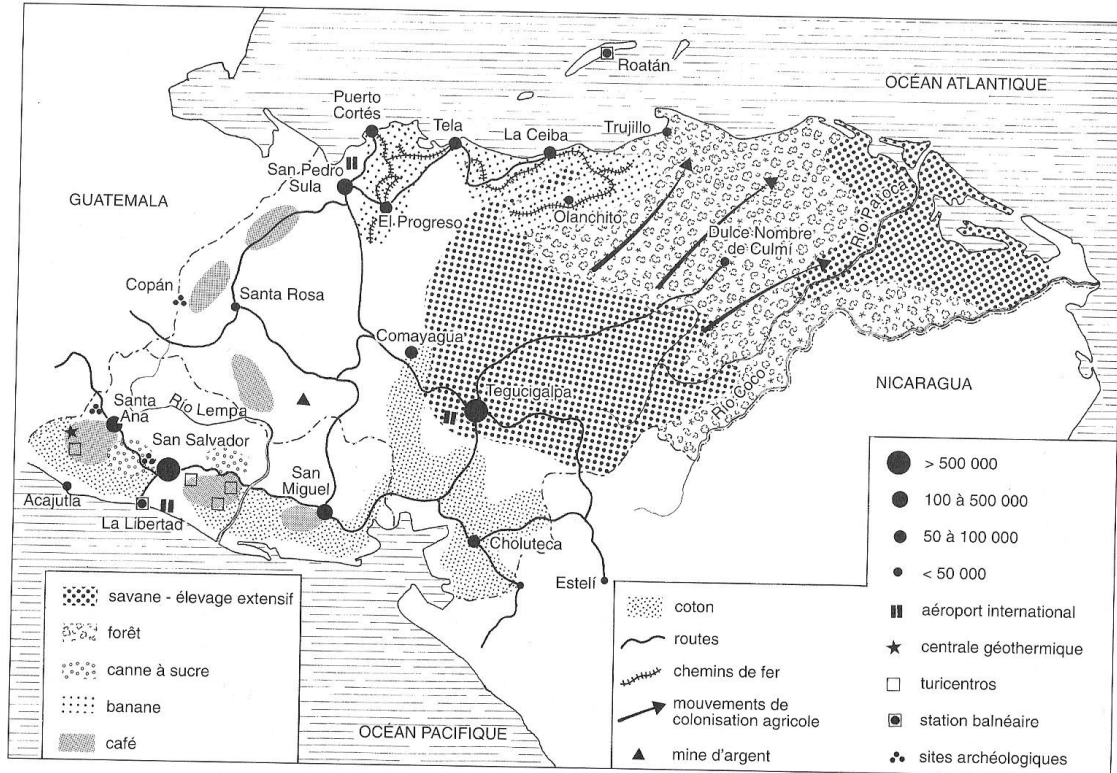 Roatán
OCÉAN ATLANTIQUE
Puerto
Cortés
Tela
La Ceiba
Trujillo
San Pedro
Sula
GUATEMALA
El Progreso
Olanchito
Dulce Nombre
de Culmí
Río Patoca
Copán
Santa Rosa
Comayagua
Tegucigalpa
NICARAGUA
Río Coco
Santa
Ana
Río Lempa
San Salvador
San
Miguel
Acajutla
La Libertad
Choluteca
Estelí
OCÉAN PACIFIQUE
savane - élevage extensif
forêt
canne à sucre
banane
café
coton
routes
chemins de fer
mouvements de
colonisation agricole
mine d'argent
> 500 000
100 à 500 000
50 à 100 000
< 50 000
aéroport international
centrale géothermique
turicentros
station balnéaire
sites archéologiques